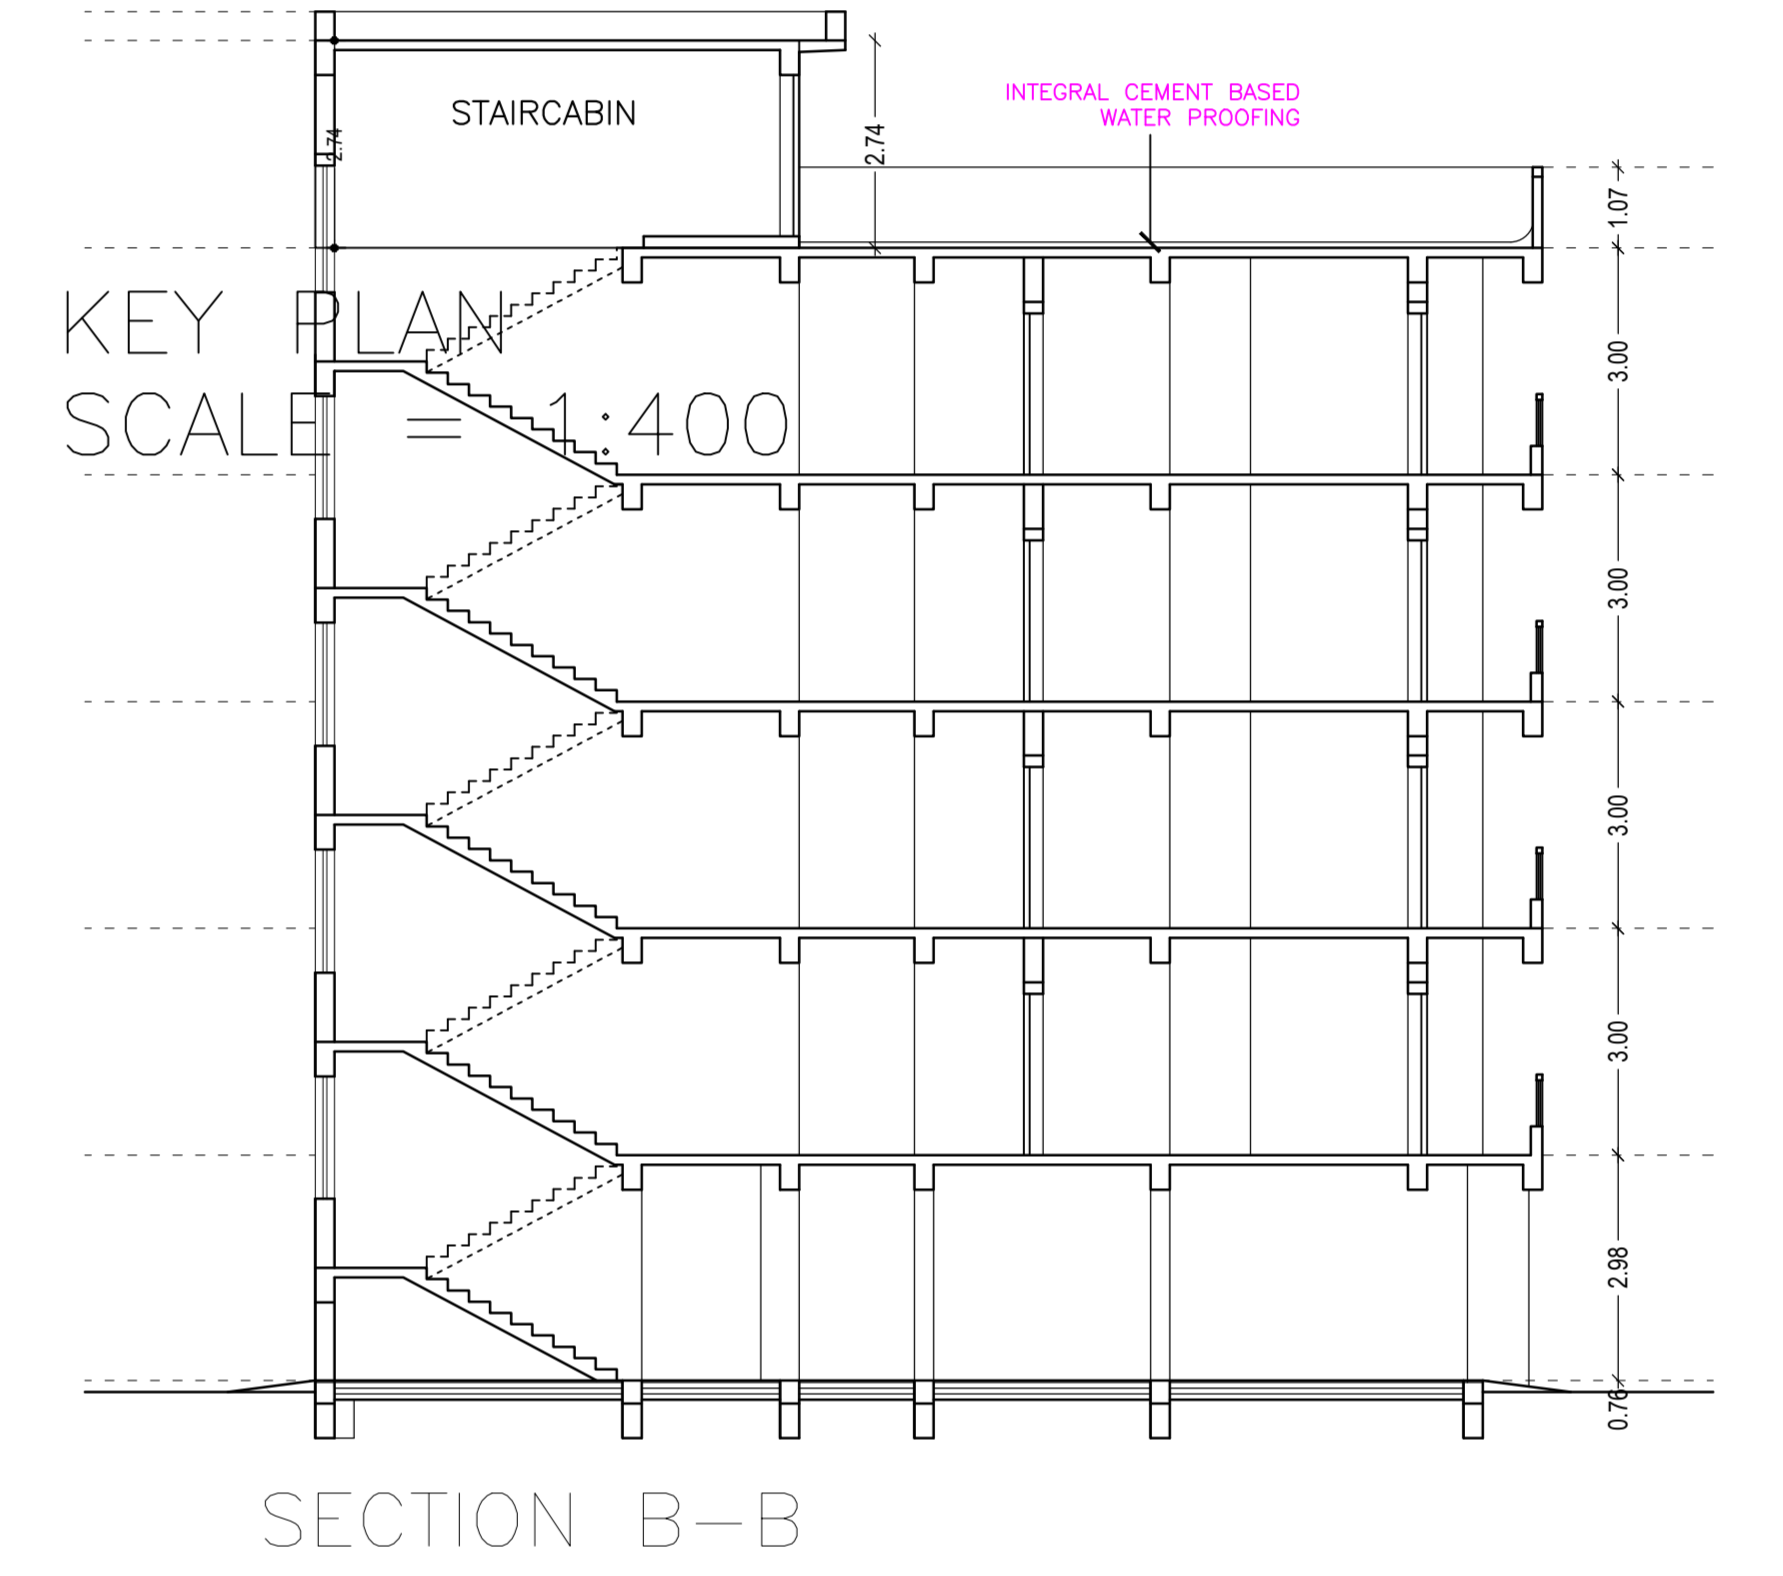 STAIRCABIN
INTEGRAL CEMENT BASED
WATER PROOFING
2.74
2.74
1.07
KEY PLAN
SCALE = 1:400
3.00
3.00
3.00
3.00
2.98
0.76
SECTION B-B